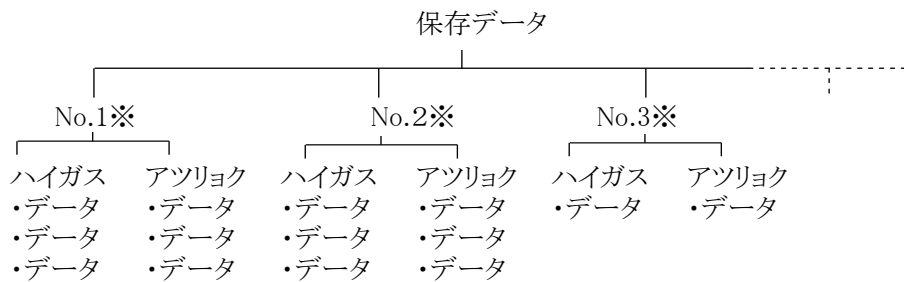 保存データ
No.1※ No.2※ No.3※
ハイガス アツリョク ハイガス アツリョク ハイガス アツリョク
・データ ・データ ・データ ・データ ・データ ・データ
・データ ・データ ・データ ・データ
・データ ・データ ・データ ・データ